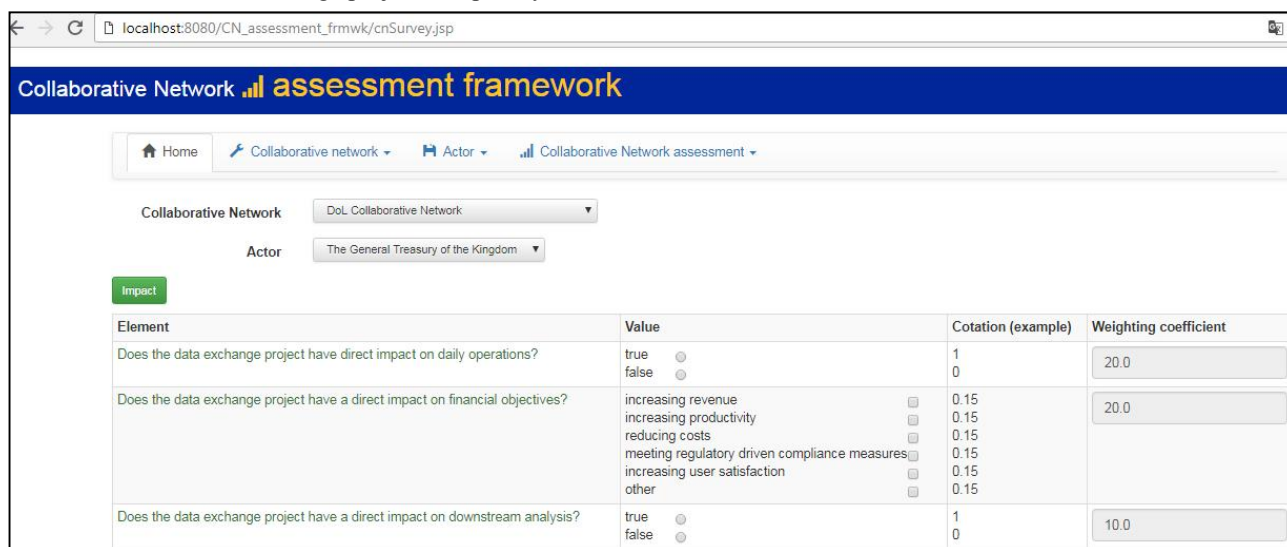 localhost:8080/CN_assessment_frmwk/cnSurvey.jsp
Collaborative Network assessment framework
Home Collaborative network Actor Collaborative Network assessment
Collaborative Network DoL Collaborative Network
Actor The General Treasury of the Kingdom
Impact
Element Value Cotation (example) Weighting coefficient
Does the data exchange project have direct impact on daily operations? true 1 20.0
false 0
Does the data exchange project have a direct impact on financial objectives? increasing revenue 0.15 20.0
increasing productivity 0.15
reducing costs 0.15
meeting regulatory driven compliance measures 0.15
increasing user satisfaction 0.15
other 0.15
Does the data exchange project have a direct impact on downstream analysis? true 1 10.0
false 0